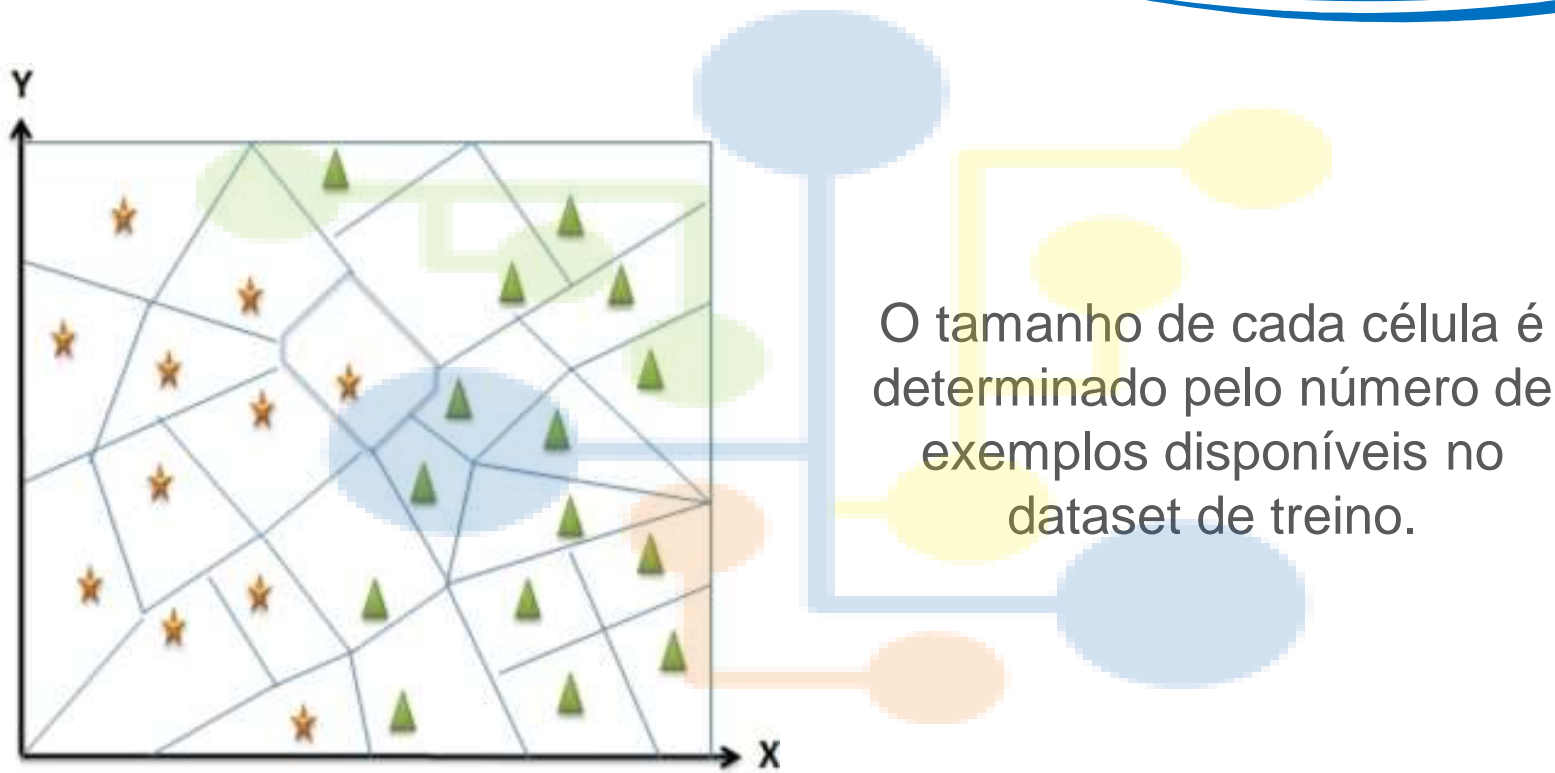 Y
O tamanho de cada célula é
determinado pelo número de
exemplos disponíveis no
dataset de treino.
X